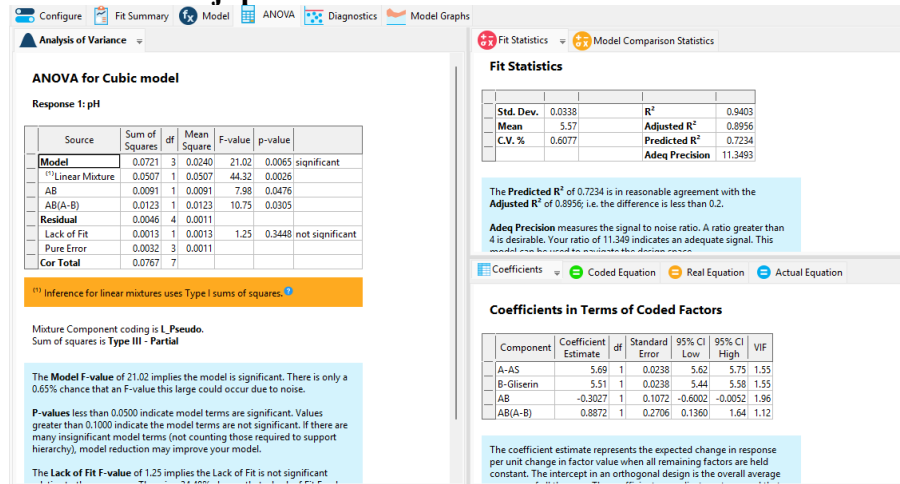 Configure Fit Summary Model ANOVA Diagnostics Model Graphs
Analysis of Variance
ANOVA for Cubic model
Response 1: pH
Source Sum of Squares df Mean Square F-value p-value
Model 0.0721 3 0.0240 21.02 0.0065 significant
(1)Linear Mixture 0.0507 1 0.0507 44.32 0.0026
AB 0.0091 1 0.0091 7.98 0.0476
AB(A-B) 0.0123 1 0.0123 10.75 0.0305
Residual 0.0046 4 0.0011
Lack of Fit 0.0013 1 0.0013 1.25 0.3448 not significant
Pure Error 0.0032 3 0.0011
Cor Total 0.0767 7
(1) Inference for linear mixtures uses Type I sums of squares.
Mixture Component coding is L_Pseudo.
Sum of squares is Type III - Partial
The Model F-value of 21.02 implies the model is significant. There is only a
0.65% chance that an F-value this large could occur due to noise.
P-values less than 0.0500 indicate model terms are significant. Values
greater than 0.1000 indicate the model terms are not significant. If there are
many insignificant model terms (not counting those required to support
hierarchy), model reduction may improve your model.
The Lack of Fit F-value of 1.25 implies the Lack of Fit is not significant
Fit Statistics Model Comparison Statistics
Fit Statistics
Std. Dev. 0.0338 R² 0.9403
Mean 5.57 Adjusted R² 0.8956
C.V. % 0.6077 Predicted R² 0.7234
Adeq Precision 11.3493
The Predicted R² of 0.7234 is in reasonable agreement with the
Adjusted R² of 0.8956; i.e. the difference is less than 0.2.
Adeq Precision measures the signal to noise ratio. A ratio greater than
4 is desirable. Your ratio of 11.349 indicates an adequate signal. This
model can be used to navigate the design space.
Coefficients Coded Equation Real Equation Actual Equation
Coefficients in Terms of Coded Factors
Component Coefficient Estimate df Standard Error 95% CI Low 95% CI High VIF
A-AS 5.69 1 0.0238 5.62 5.75 1.55
B-Gliserin 5.51 1 0.0238 5.44 5.58 1.55
AB -0.3027 1 0.1072 -0.6002 -0.0052 1.96
AB(A-B) 0.8872 1 0.2706 0.1360 1.64 1.12
The coefficient estimate represents the expected change in response
per unit change in factor value when all remaining factors are held
constant. The intercept in an orthogonal design is the overall average